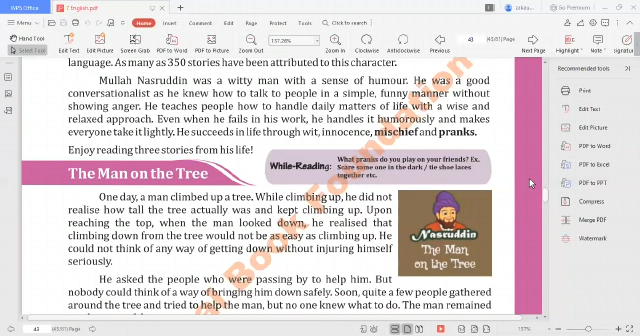 WPS Office
7 English.pdf
Go Premium
Menu
Home
Insert
Comment
Edit
Page
Protect
Tools
Click to search
Hand Tool
Select Tool
Edit Text
Edit Picture
Screen Grab
PDF to Word
PDF to Picture
Zoom Out
137.26%
Zoom In
Clockwise
Anticlockwise
Previous
43
(45/81)
Next Page
Highlight
Note
language. As many as 350 stories have been attributed to this character.
Mullah Nasruddin was a witty man with a sense of humour. He was a good
conversationalist as he knew how to talk to people in a simple, funny manner without
showing anger. He teaches people how to handle daily matters of life with a wise and
relaxed approach. Even when he fails in his work, he handles it humorously and makes
everyone take it lightly. He succeeds in life through wit, innocence, mischief and pranks.
Enjoy reading three stories from his life!
While-Reading:
What pranks do you play on your friends? Ex.
Scare some one in the dark / tie shoe laces
together etc.
The Man on the Tree
One day, a man climbed up a tree. While climbing up, he did not
realise how tall the tree actually was and kept climbing up. Upon
reaching the top, when the man looked down, he realised that
climbing down from the tree would not be as easy as climbing up. He
could not think of any way of getting down without injuring himself
seriously.
Nasruddin
The Man
on the Tree
He asked the people who were passing by to help him. But
nobody could think of a way of bringing him down safely. Soon, quite a few people gathered
around the tree and tried to help the man, but no one knew what to do. The man remained
Book Foundation
Recommended tools
Print
Edit Text
Edit Picture
PDF to Word
PDF to Excel
PDF to PPT
Compress
Merge PDF
Watermark
43
(45/81)
137%